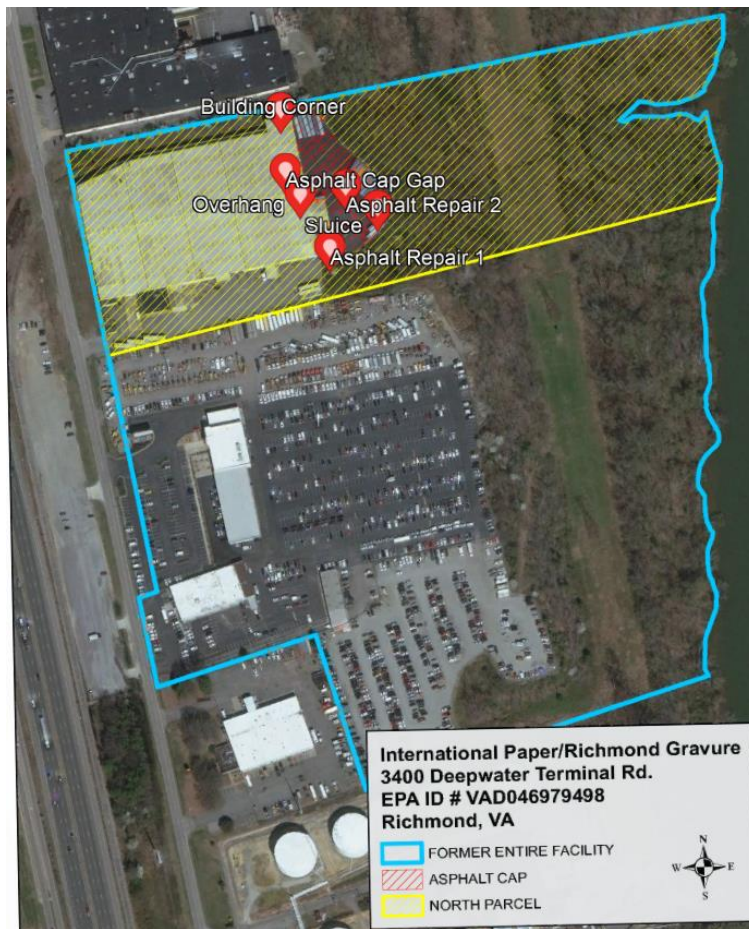 Building Corner
Asphalt Cap Gap
Overhang
Asphalt Repair 2
Sluice
Asphalt Repair 1
International Paper/Richmond Gravure
3400 Deepwater Terminal Rd.
EPA ID # VAD046979498
Richmond, VA
FORMER ENTIRE FACILITY
ASPHALT CAP
NORTH PARCEL
N
W E
S